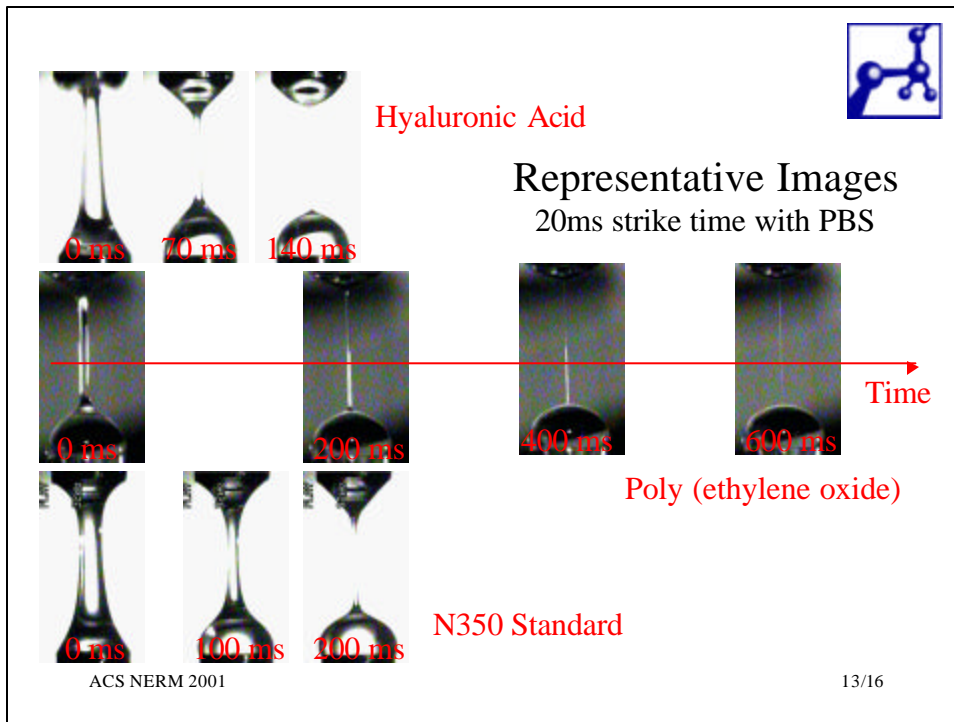 Hyaluronic Acid
Representative Images
20ms strike time with PBS
0 ms
70 ms
140 ms
Time
0 ms
200 ms
400 ms
600 ms
Poly (ethylene oxide)
N350 Standard
0 ms
100 ms
200 ms
ACS NERM 2001
13/16